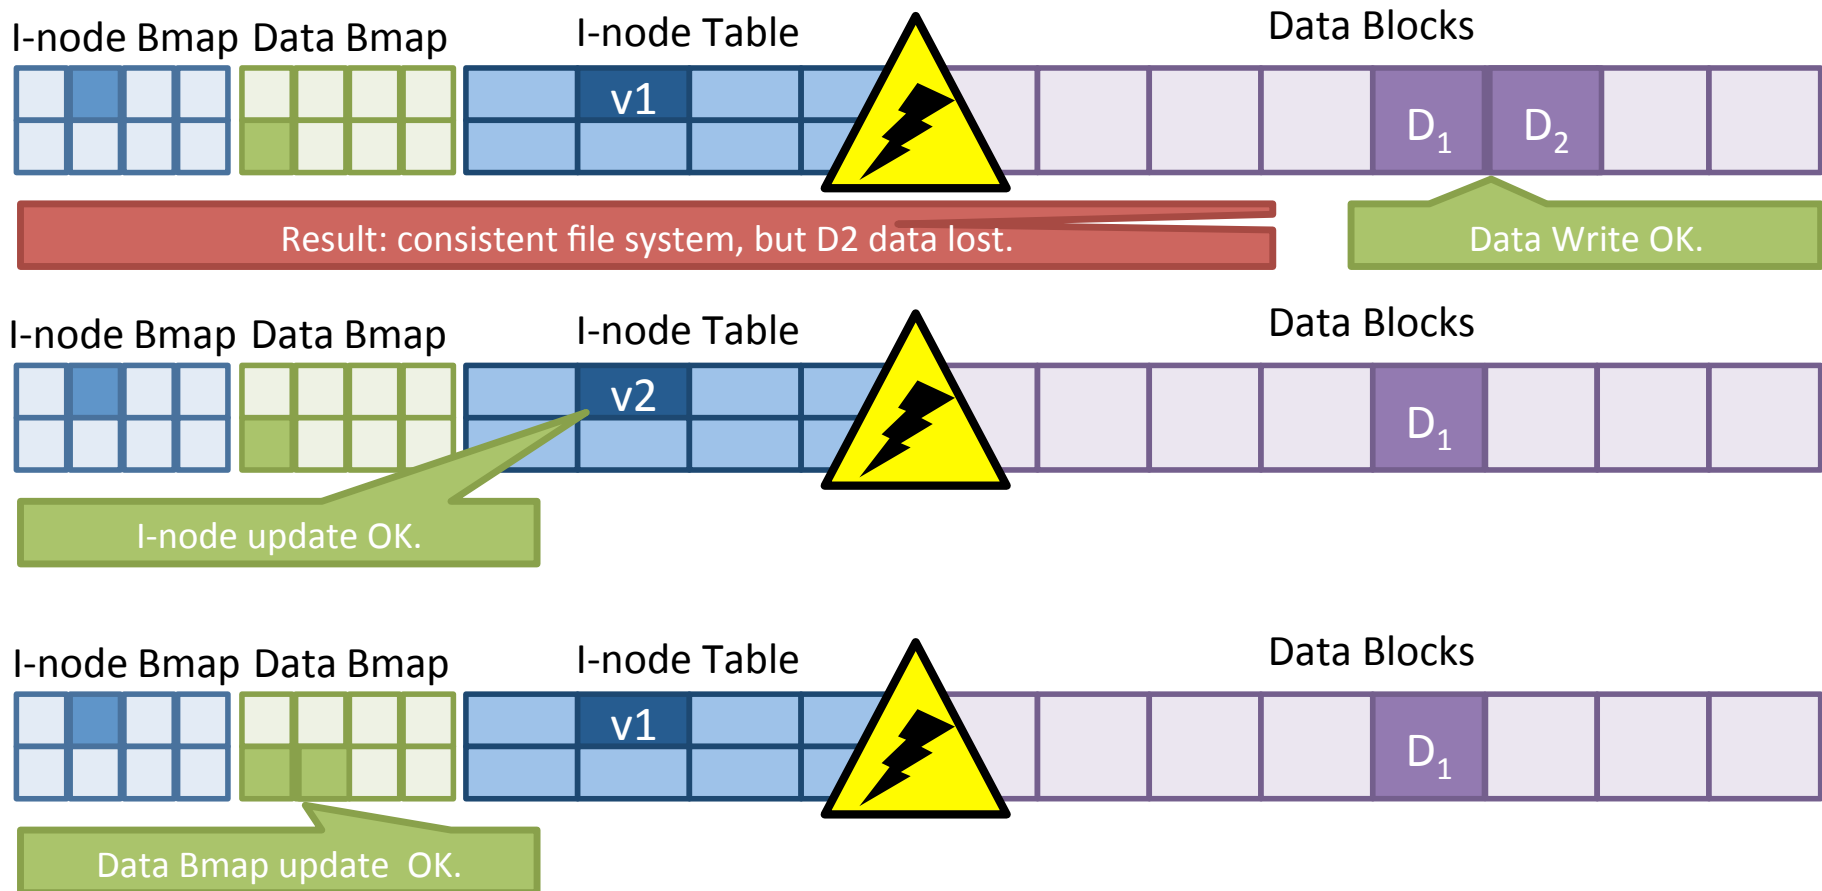 I-node Bmap Data Bmap I-node Table Data Blocks
v1 D₁ D₂
Result: consistent file system, but D2 data lost. Data Write OK.
I-node Bmap Data Bmap I-node Table Data Blocks
v2 D₁
I-node update OK.
I-node Bmap Data Bmap I-node Table Data Blocks
v1 D₁
Data Bmap update OK.